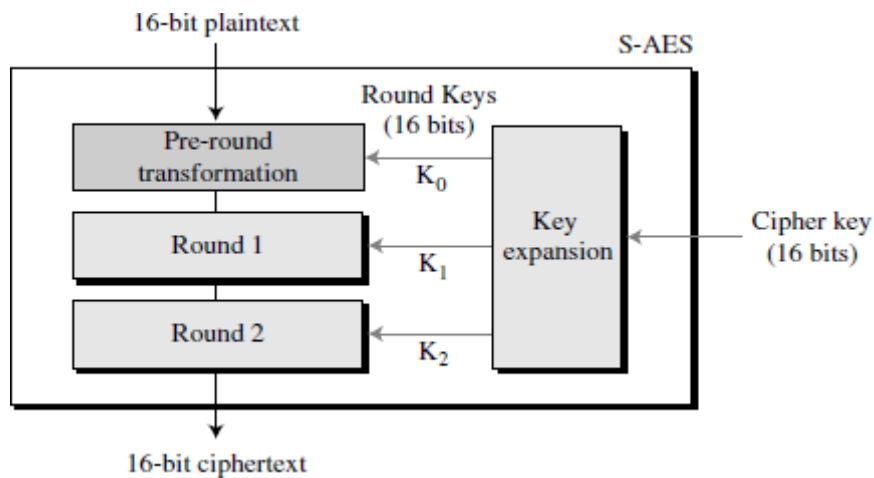 16-bit plaintext
S-AES
Round Keys
(16 bits)
Pre-round
transformation
K0
Key
expansion
Cipher key
(16 bits)
Round 1
K1
Round 2
K2
16-bit ciphertext